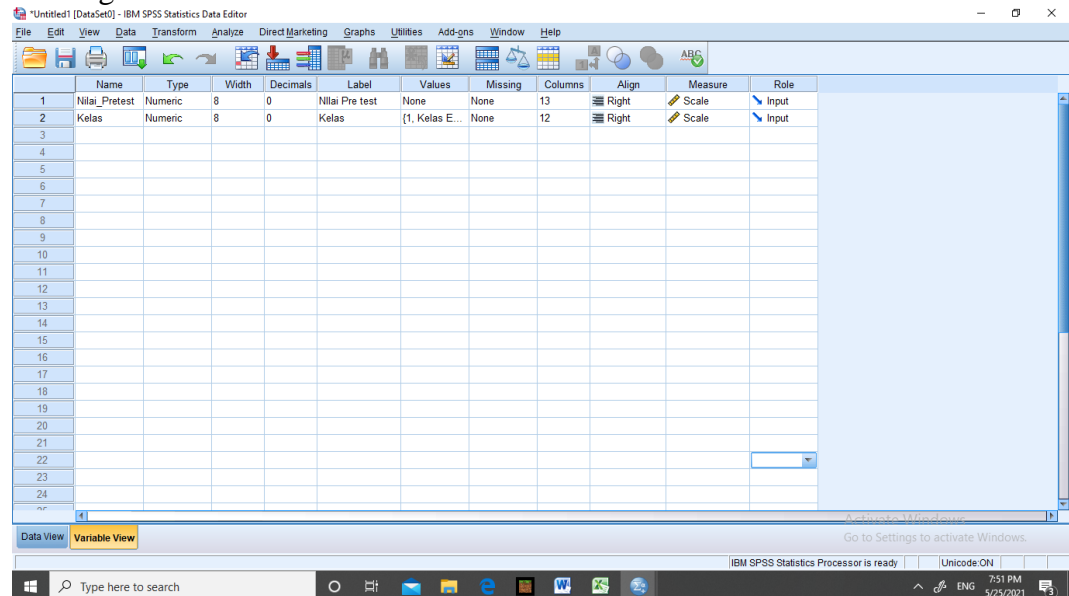 *Untitled1 [DataSet0] - IBM SPSS Statistics Data Editor
File Edit View Data Transform Analyze Direct Marketing Graphs Utilities Add-ons Window Help
Name Type Width Decimals Label Values Missing Columns Align Measure Role
1 Nilai_Pretest Numeric 8 0 NIlai Pre test None None 13 Right Scale Input
2 Kelas Numeric 8 0 Kelas {1, Kelas E... None 12 Right Scale Input
3
4
5
6
7
8
9
10
11
12
13
14
15
16
17
18
19
20
21
22
23
24
Data View Variable View
Activate Windows
Go to Settings to activate Windows.
IBM SPSS Statistics Processor is ready Unicode:ON
Type here to search
ENG 7:51 PM
5/25/2021